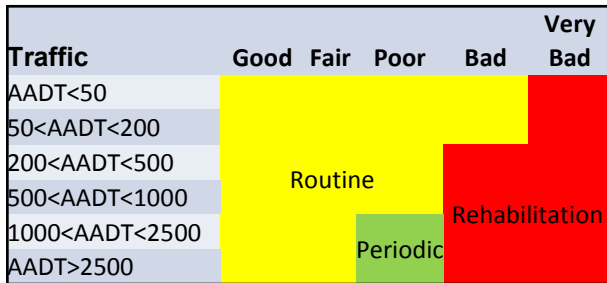 Very
Traffic Good Fair Poor Bad Bad
AADT<50
50<AADT<200
200<AADT<500
Routine
500<AADT<1000
Rehabilitation
1000<AADT<2500
Periodic
AADT>2500